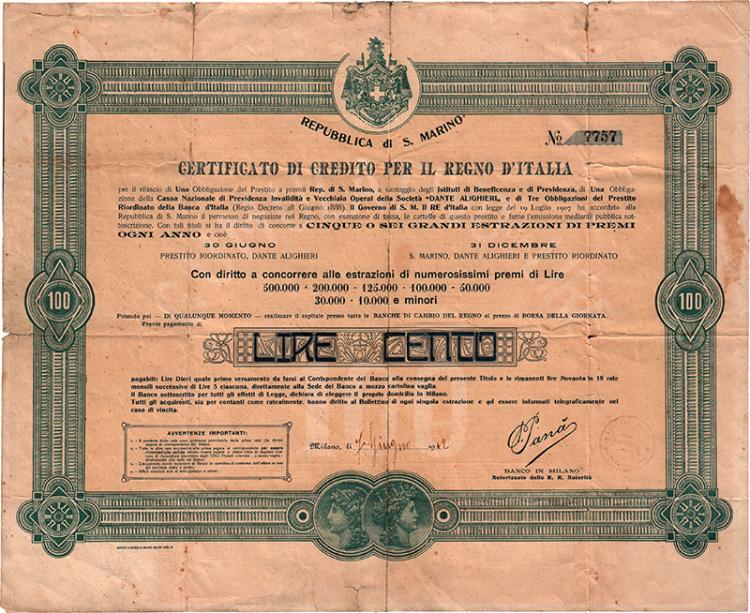 REPUBBLICA di S. MARINO
No 7757
CERTIFICATO DI CREDITO PER IL REGNO D'ITALIA
per il rilascio di Una Obbligazione del Prestito a premii Rep. di S. Marino, a vantaggio degli Istituti di Beneficenza e di Previdenza, di Una Obbliga-
zione della Cassa Nazionale di Previdenza Invalidità e Vecchiaia Operai della Società "DANTE ALIGHIERI, e di Tre Obbligazioni del Prestito
Riordinato della Banca d'Italia (Regio Decreto 28 Giugno 1888). Il Governo di S. M. Il RE d'Italia con legge del 19 Luglio 1907 ha accordato alla
Repubblica di S. Marino il permesso di negoziare nel Regno, con esenzione di tassa, le cartelle di questo prestito e farne l'emissione mediante pubblica sot-
toscrizione. Con tali titoli si ha il diritto di concorrere a CINQUE O SEI GRANDI ESTRAZIONI DI PREMI
OGNI ANNO e cioè
30 GIUGNO
PRESTITO RIORDINATO, DANTE ALIGHIERI
31 DICEMBRE
S. MARINO, DANTE ALIGHIERI E PRESTITO RIORDINATO
Con diritto a concorrere alle estrazioni di numerosissimi premi di Lire
500.000 - 200.000 - 125.000 - 100.000 - 50.000
30.000 - 10.000 e minori
100
100
Potendo poi — IN QUALUNQUE MOMENTO — realizzare il capitale presso tutte le BANCHE DI CAMBIO DEL REGNO al prezzo di BORSA DELLA GIORNATA.
Previo pagamento di
LIRE CENTO
pagabili: Lire Dieci quale primo versamento da farsi al Corrispondente del Banco alla consegna del presente Titolo e le rimanenti lire Novanta in 18 rate
mensili successive di Lire 5 ciascuna, direttamente alla Sede del Banco a mezzo cartolina vaglia.
Il Banco sottoscritto per tutti gli effetti di Legge, dichiara di eleggere il proprio domicilio in Milano.
Tutti gli acquirenti, sia per contanti come ratealmente, hanno diritto al Bollettino di ogni singola estrazione e qui essere informati telegraficamente nel
caso di vincita.
AVVERTENZE IMPORTANTI:
Milano, li Giugno 191
BANCO IN MILANO
Autorizzato dalle R. R. Autorità